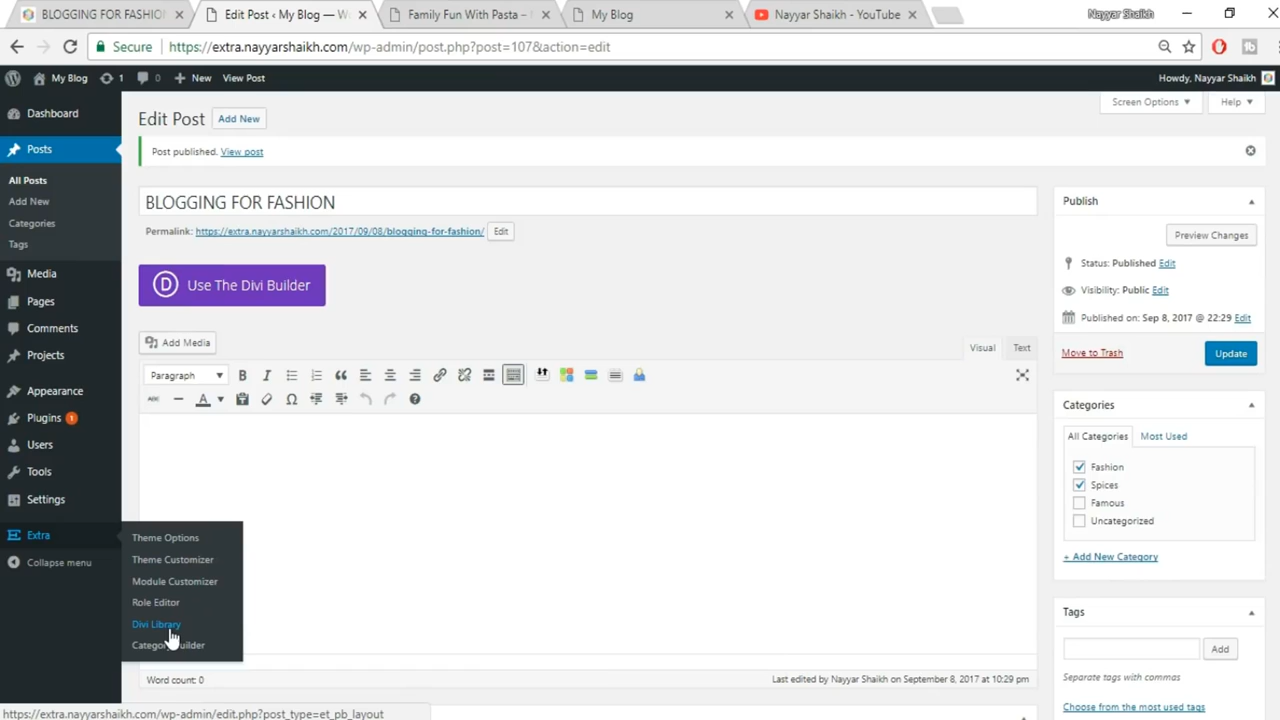 BLOGGING FOR FASHION
Edit Post ‹ My Blog — W
Family Fun With Pasta –
My Blog
Nayyar Shaikh - YouTube
Nayyar Shaikh
Secure
https://extra.nayyarshaikh.com/wp-admin/post.php?post=107&action=edit
My Blog
1
0
New
View Post
Howdy, Nayyar Shaikh
Dashboard
Posts
All Posts
Add New
Categories
Tags
Media
Pages
Comments
Projects
Appearance
Plugins 1
Users
Tools
Settings
Extra
Collapse menu
Theme Options
Theme Customizer
Module Customizer
Role Editor
Divi Library
Screen Options
Help
Edit Post
Add New
Post published. View post
BLOGGING FOR FASHION
Permalink: https://extra.nayyarshaikh.com/2017/09/08/blogging-for-fashion/
Edit
D Use The Divi Builder
Add Media
Visual
Text
Paragraph
B I
ABC
A
Word count: 0
Last edited by Nayyar Shaikh on September 8, 2017 at 10:29 pm
Publish
Preview Changes
Status: Published Edit
Visibility: Public Edit
Published on: Sep 8, 2017 @ 22:29 Edit
Move to Trash
Update
Categories
All Categories
Most Used
Fashion
Spices
Famous
Uncategorized
+ Add New Category
Tags
Add
Separate tags with commas
Choose from the most used tags
https://extra.nayyarshaikh.com/wp-admin/edit.php?post_type=et_pb_layout